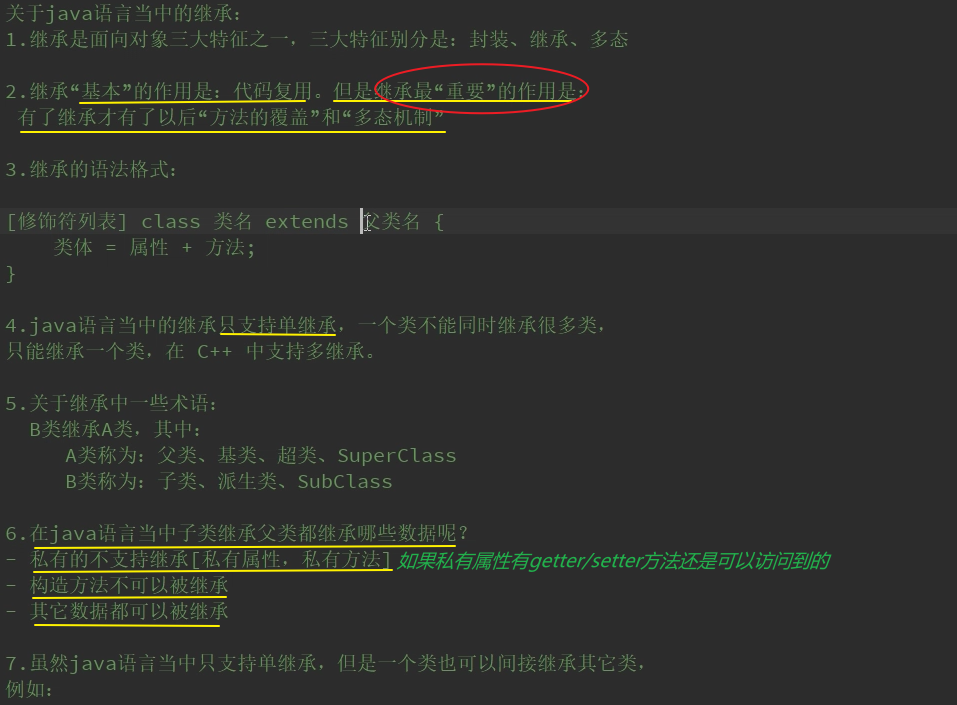 关于java语言当中的继承：
1.继承是面向对象三大特征之一，三大特征别分是：封装、继承、多态
2.继承“基本”的作用是：代码复用。但是继承最“重要”的作用是：
有了继承才有了以后“方法的覆盖”和“多态机制”
3.继承的语法格式：
[修饰符列表] class 类名 extends 父类名 {
类体 = 属性 + 方法;
}
4.java语言当中的继承只支持单继承，一个类不能同时继承很多类，
只能继承一个类，在 C++ 中支持多继承。
5.关于继承中一些术语：
B类继承A类，其中：
A类称为：父类、基类、超类、SuperClass
B类称为：子类、派生类、SubClass
6.在java语言当中子类继承父类都继承哪些数据呢？
- 私有的不支持继承[私有属性，私有方法] 如果私有属性有getter/setter方法还是可以访问到的
- 构造方法不可以被继承
- 其它数据都可以被继承
7.虽然java语言当中只支持单继承，但是一个类也可以间接继承其它类，
例如：